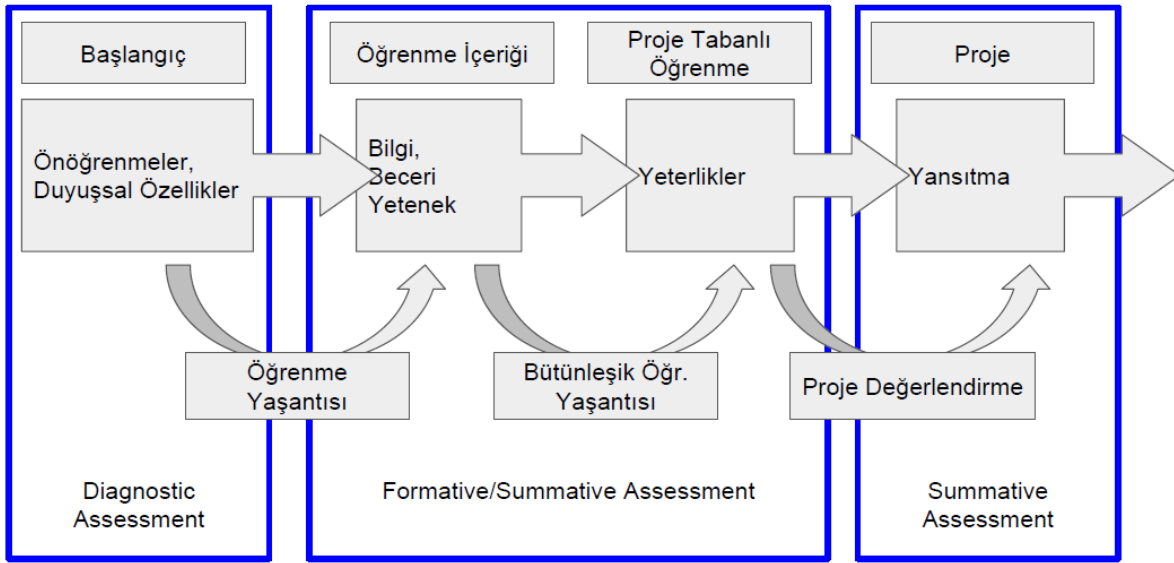 Başlangıç
Öğrenme İçeriği
Proje Tabanlı
Öğrenme
Proje
Önöğrenmeler,
Duyuşsal Özellikler
Bilgi,
Beceri
Yetenek
Yeterlikler
Yansıtma
Öğrenme
Yaşantısı
Bütünleşik Öğr.
Yaşantısı
Proje Değerlendirme
Diagnostic
Assessment
Formative/Summative Assessment
Summative
Assessment